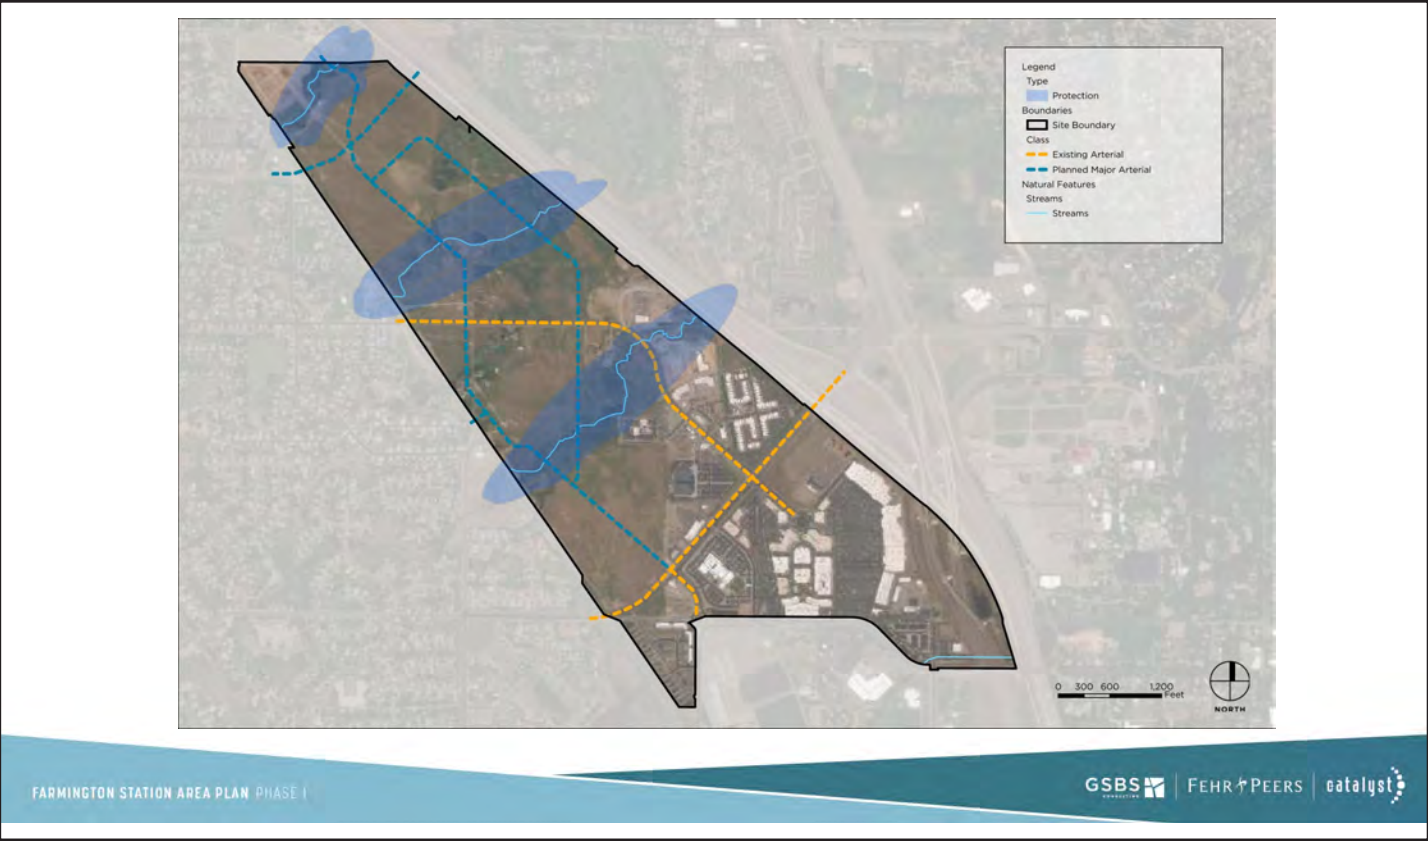 Legend
Type
Protection
Boundaries
Site Boundary
Class
Existing Arterial
Planned Major Arterial
Natural Features
Streams
Streams
0 300 600 1,200
Feet
NORTH
FARMINGTON STATION AREA PLAN PHASE I
GSBS
CONSULTING
FEHR PEERS
catalyst